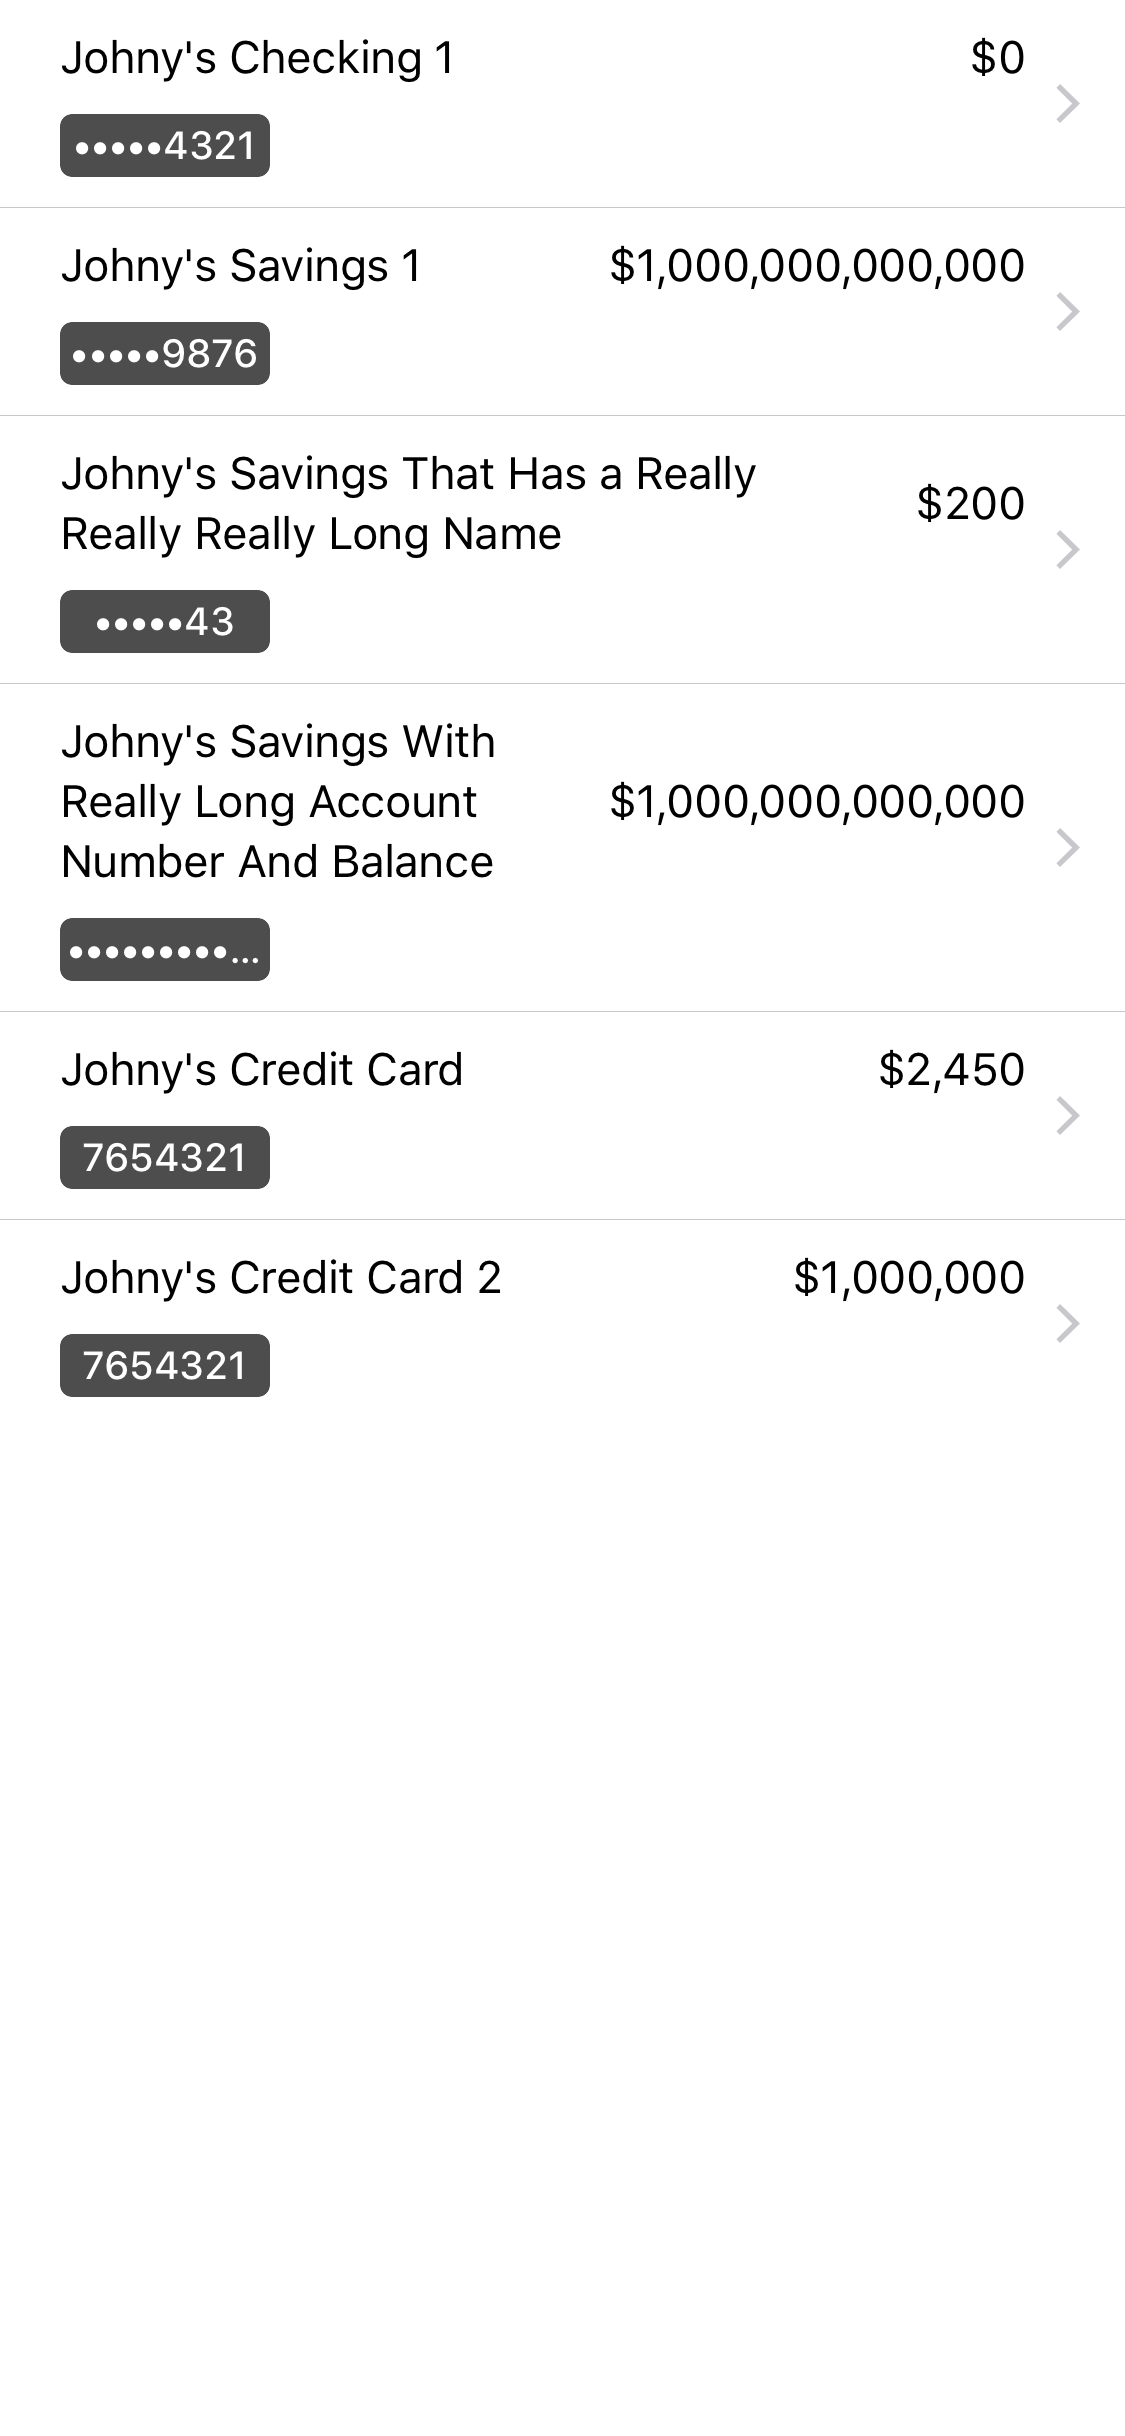 Johny's Checking 1 $0
•••••4321
Johny's Savings 1 $1,000,000,000,000
•••••9876
Johny's Savings That Has a Really
Really Really Long Name $200
•••••43
Johny's Savings With
Really Long Account $1,000,000,000,000
Number And Balance
•••••••••...
Johny's Credit Card $2,450
7654321
Johny's Credit Card 2 $1,000,000
7654321